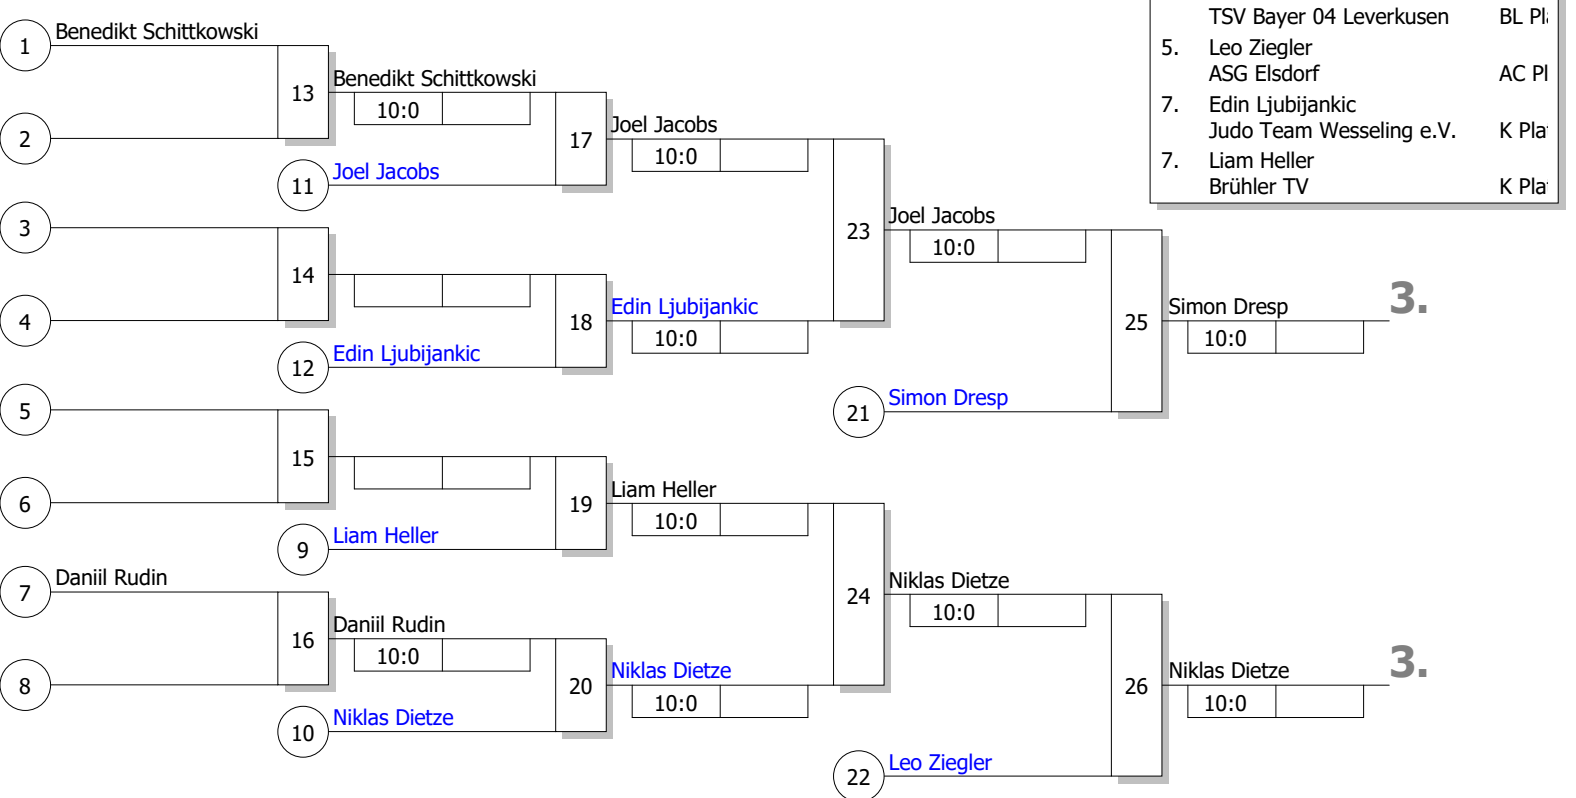 TSV Bayer 04 Leverkusen BL
5. Leo Ziegler
ASG Elsdorf AC Pl
7. Edin Ljubijankic
Judo Team Wesseling e.V. K Pla
7. Liam Heller
Brühler TV K Pla
1 Benedikt Schittkowski
13 Benedikt Schittkowski
10:0
2
17 Joel Jacobs
10:0
11 Joel Jacobs
3
23 Joel Jacobs
10:0
14
4
18 Edin Ljubijankic
10:0
12 Edin Ljubijankic
25 Simon Dresp 3.
10:0
21 Simon Dresp
5
15
6
19 Liam Heller
10:0
9 Liam Heller
7 Daniil Rudin
24 Niklas Dietze
10:0
16 Daniil Rudin
10:0
8
20 Niklas Dietze
10:0
10 Niklas Dietze
26 Niklas Dietze 3.
10:0
22 Leo Ziegler